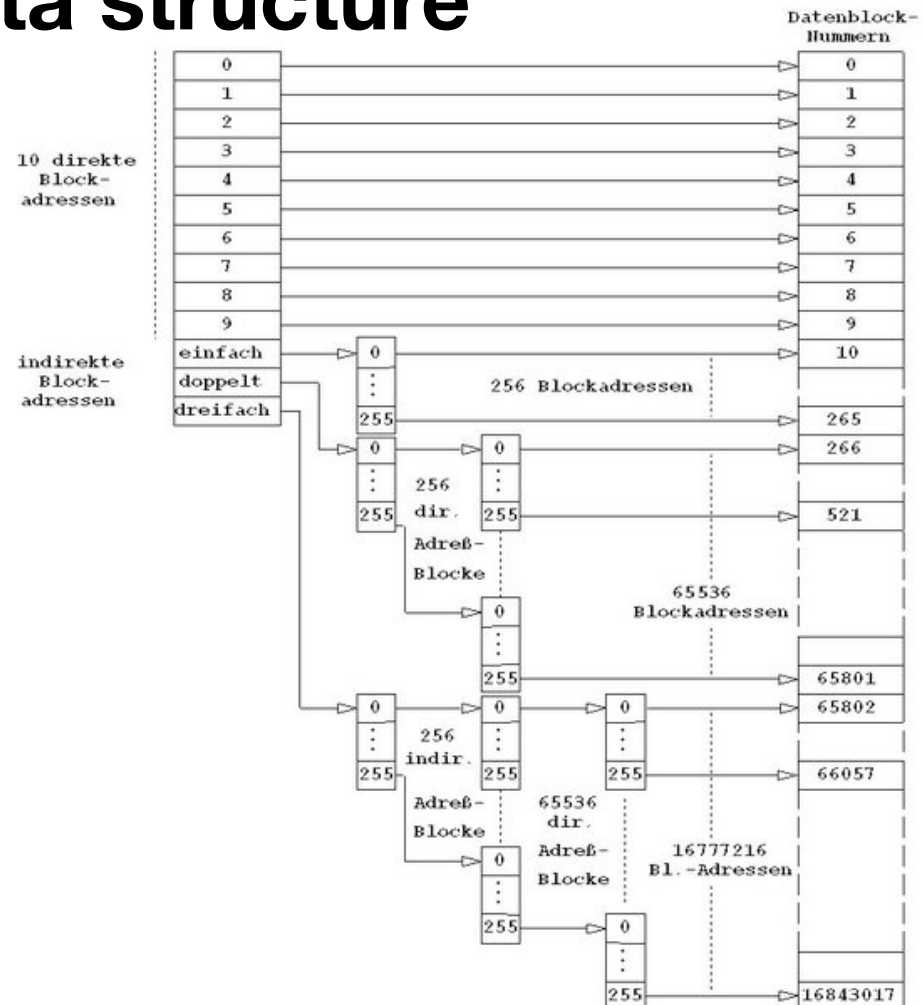 ta structure
Datenblock-
Nummern
10 direkte
Block-
adressen
indirekte
Block-
adressen
0
1
2
3
4
5
6
7
8
9
einfach
doppelt
dreifach
0
:
255
256 Blockadressen
0
:
255
256
dir.
Adreß-
Blocke
0
:
255
0
:
255
65536
Blockadressen
0
:
255
256
indir.
Adreß-
Blocke
0
:
255
0
:
255
65536
dir.
Adreß-
Blocke
0
:
255
0
:
255
16777216
Bl.-Adressen
0
1
2
3
4
5
6
7
8
9
10
265
266
521
65801
65802
66057
16843017